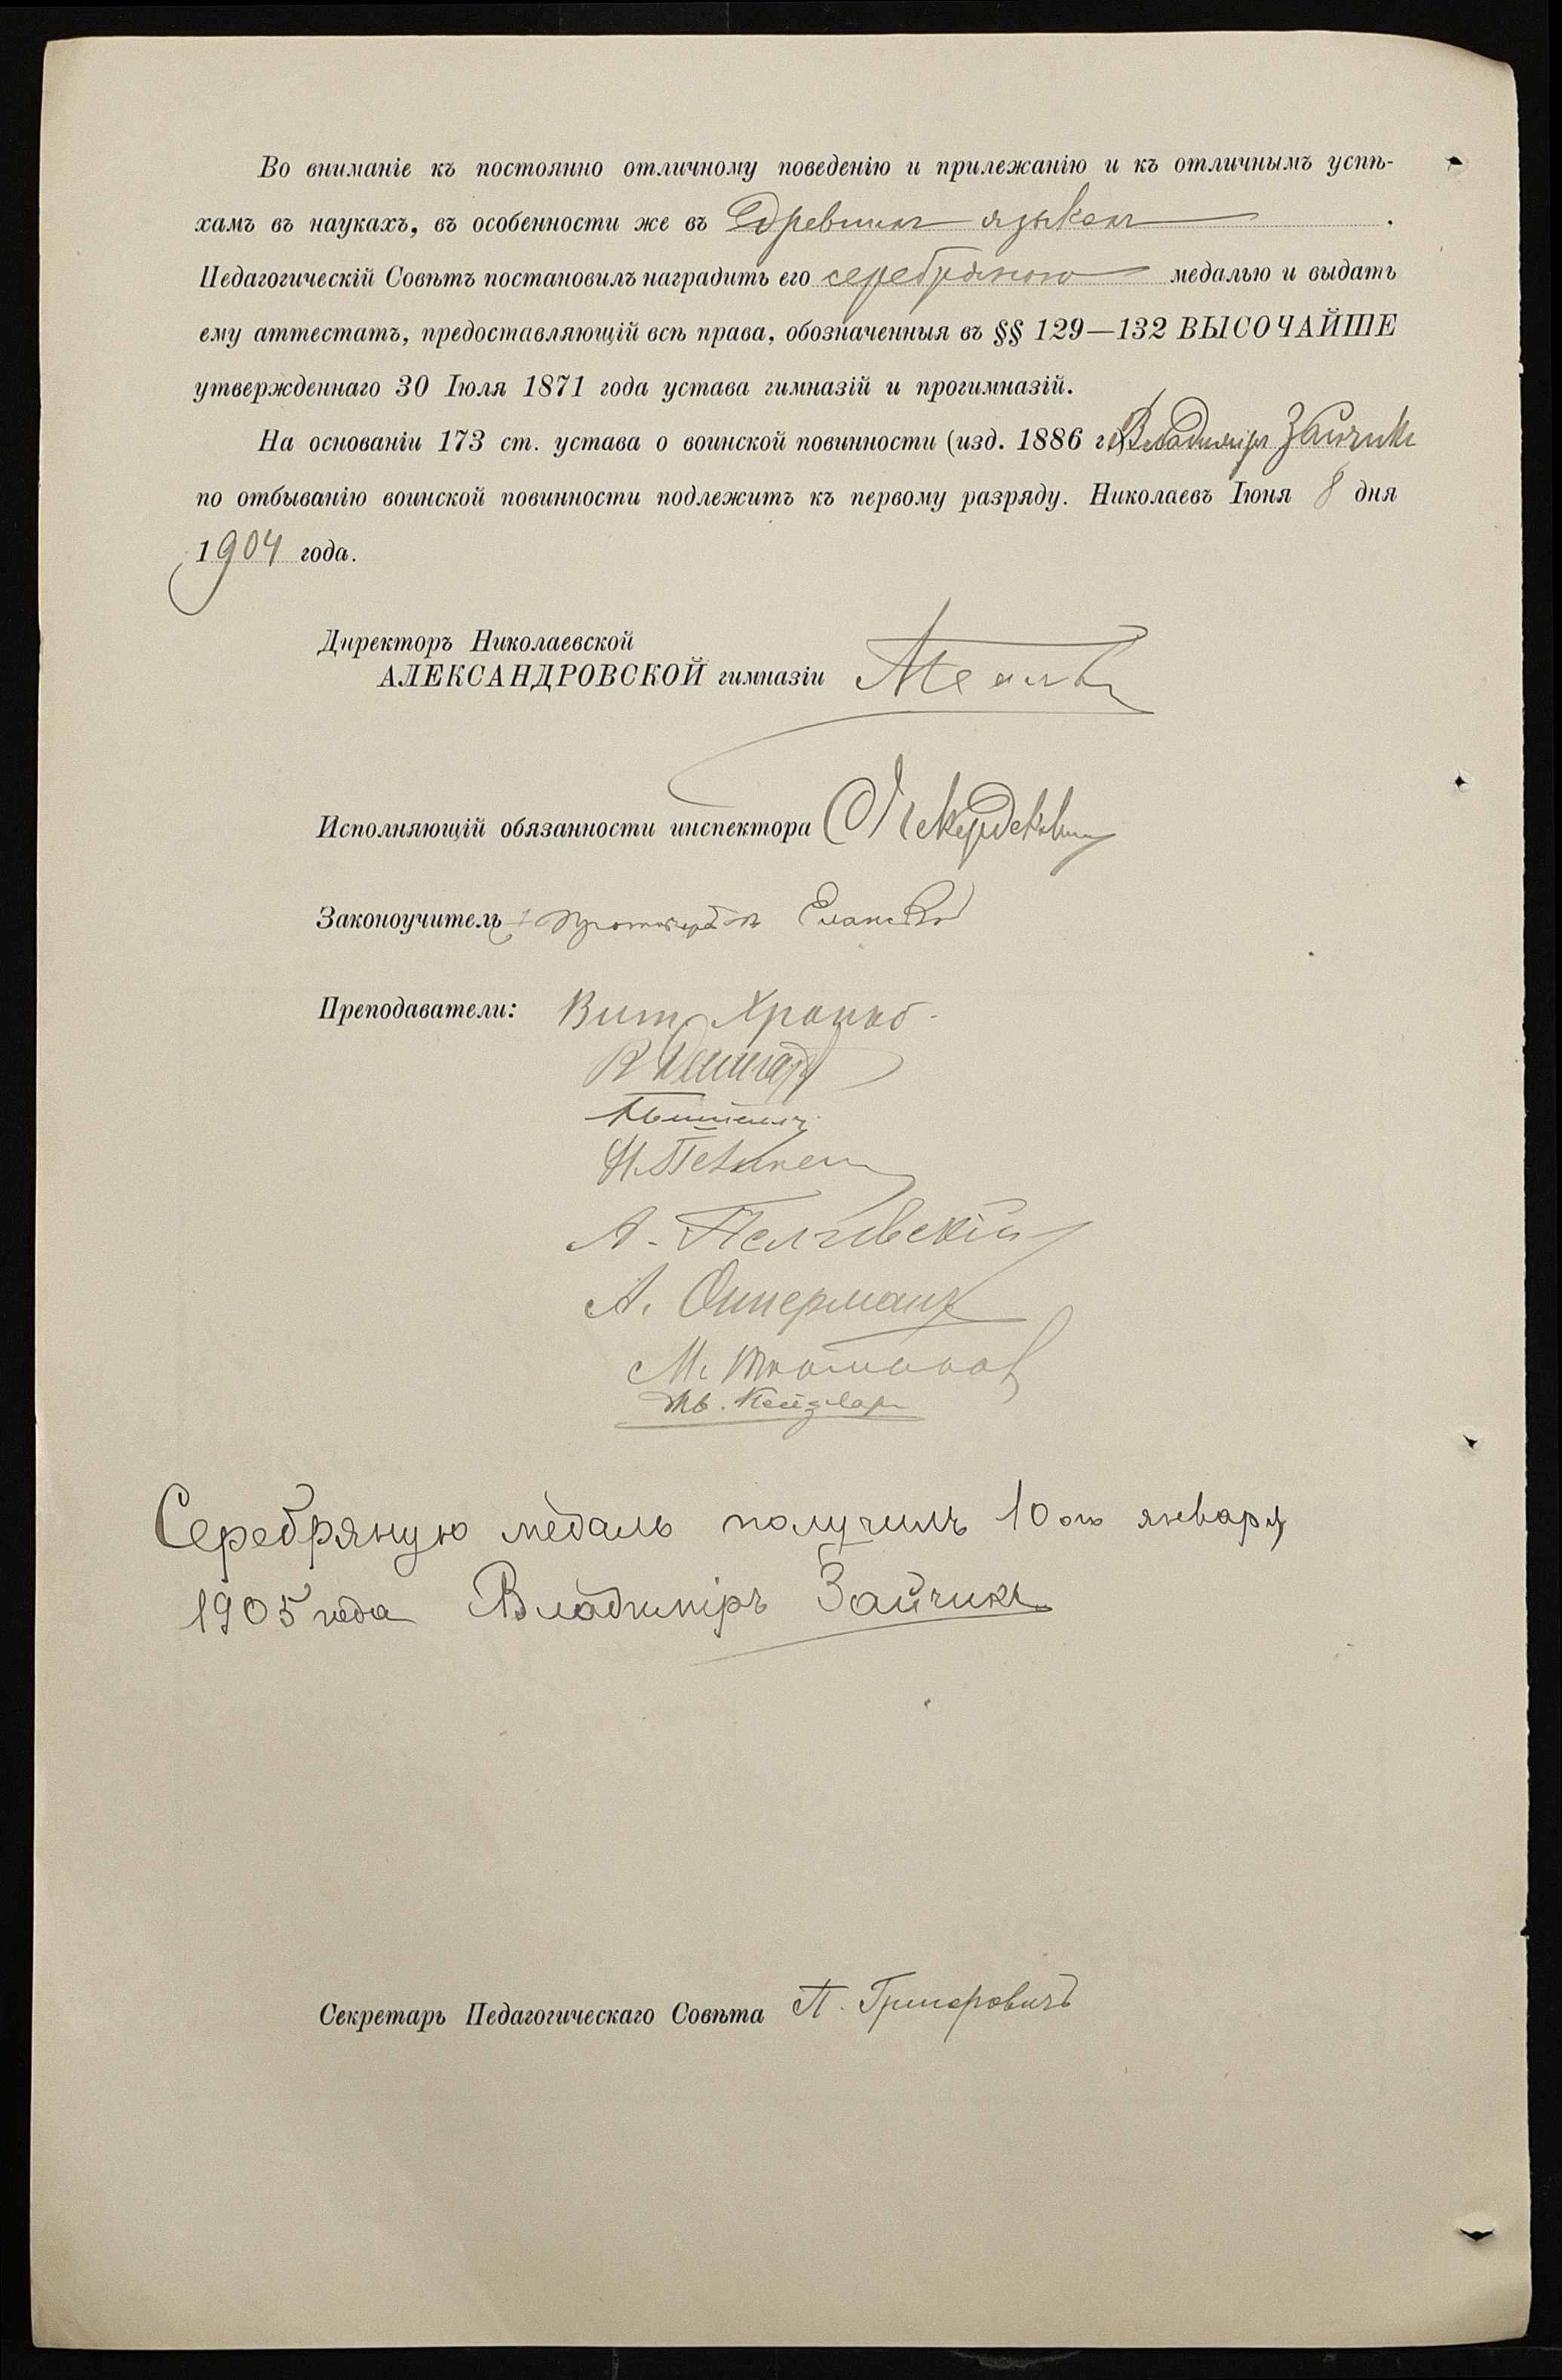 Во вниманіе къ постоянно отличному поведенію и прилежанію и къ отличнымъ успѣ-
хамъ въ наукахъ, въ особенности же въ древнихъ языкахъ.
Педагогическій Совѣтъ постановилъ наградить его серебряною медалью и выдать
ему аттестатъ, предоставляющій всѣ права, обозначенныя въ §§ 129—132 ВЫСОЧАЙШЕ
утвержденнаго 30 Іюля 1871 года устава гимназій и прогимназій.
На основаніи 173 ст. устава о воинской повинности (изд. 1886 г.) Владиміръ Зайчикъ
по отбыванію воинской повинности подлежитъ къ первому разряду. Николаевъ Іюня 8 дня
1904 года.
Директоръ Николаевской
АЛЕКСАНДРОВСКОЙ гимназіи
Исполняющій обязанности инспектора
Законоучитель протоіерей
Преподаватели:
А.
А. Опперманъ
М.
Серебряную медаль получилъ 10ого января
1905 года Владиміръ Зайчикъ
Секретарь Педагогическаго Совѣта П.